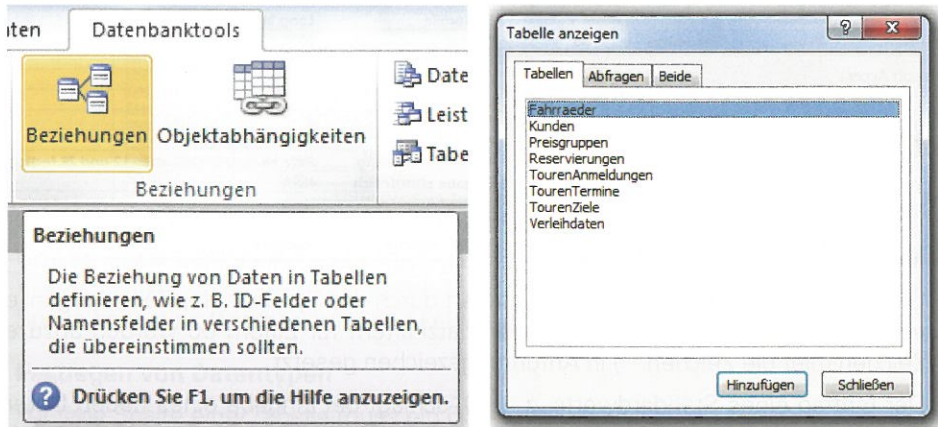 ten Datenbanktools
Beziehungen Objektabhängigkeiten
Date
Leist
Tabe
Beziehungen
Beziehungen
Die Beziehung von Daten in Tabellen
definieren, wie z. B. ID-Felder oder
Namensfelder in verschiedenen Tabellen,
die übereinstimmen sollten.
Drücken Sie F1, um die Hilfe anzuzeigen.
Tabelle anzeigen
Tabellen Abfragen Beide
Fahrraeder
Kunden
Preisgruppen
Reservierungen
TourenAnmeldungen
TourenTermine
TourenZiele
Verleihdaten
Hinzufügen Schließen